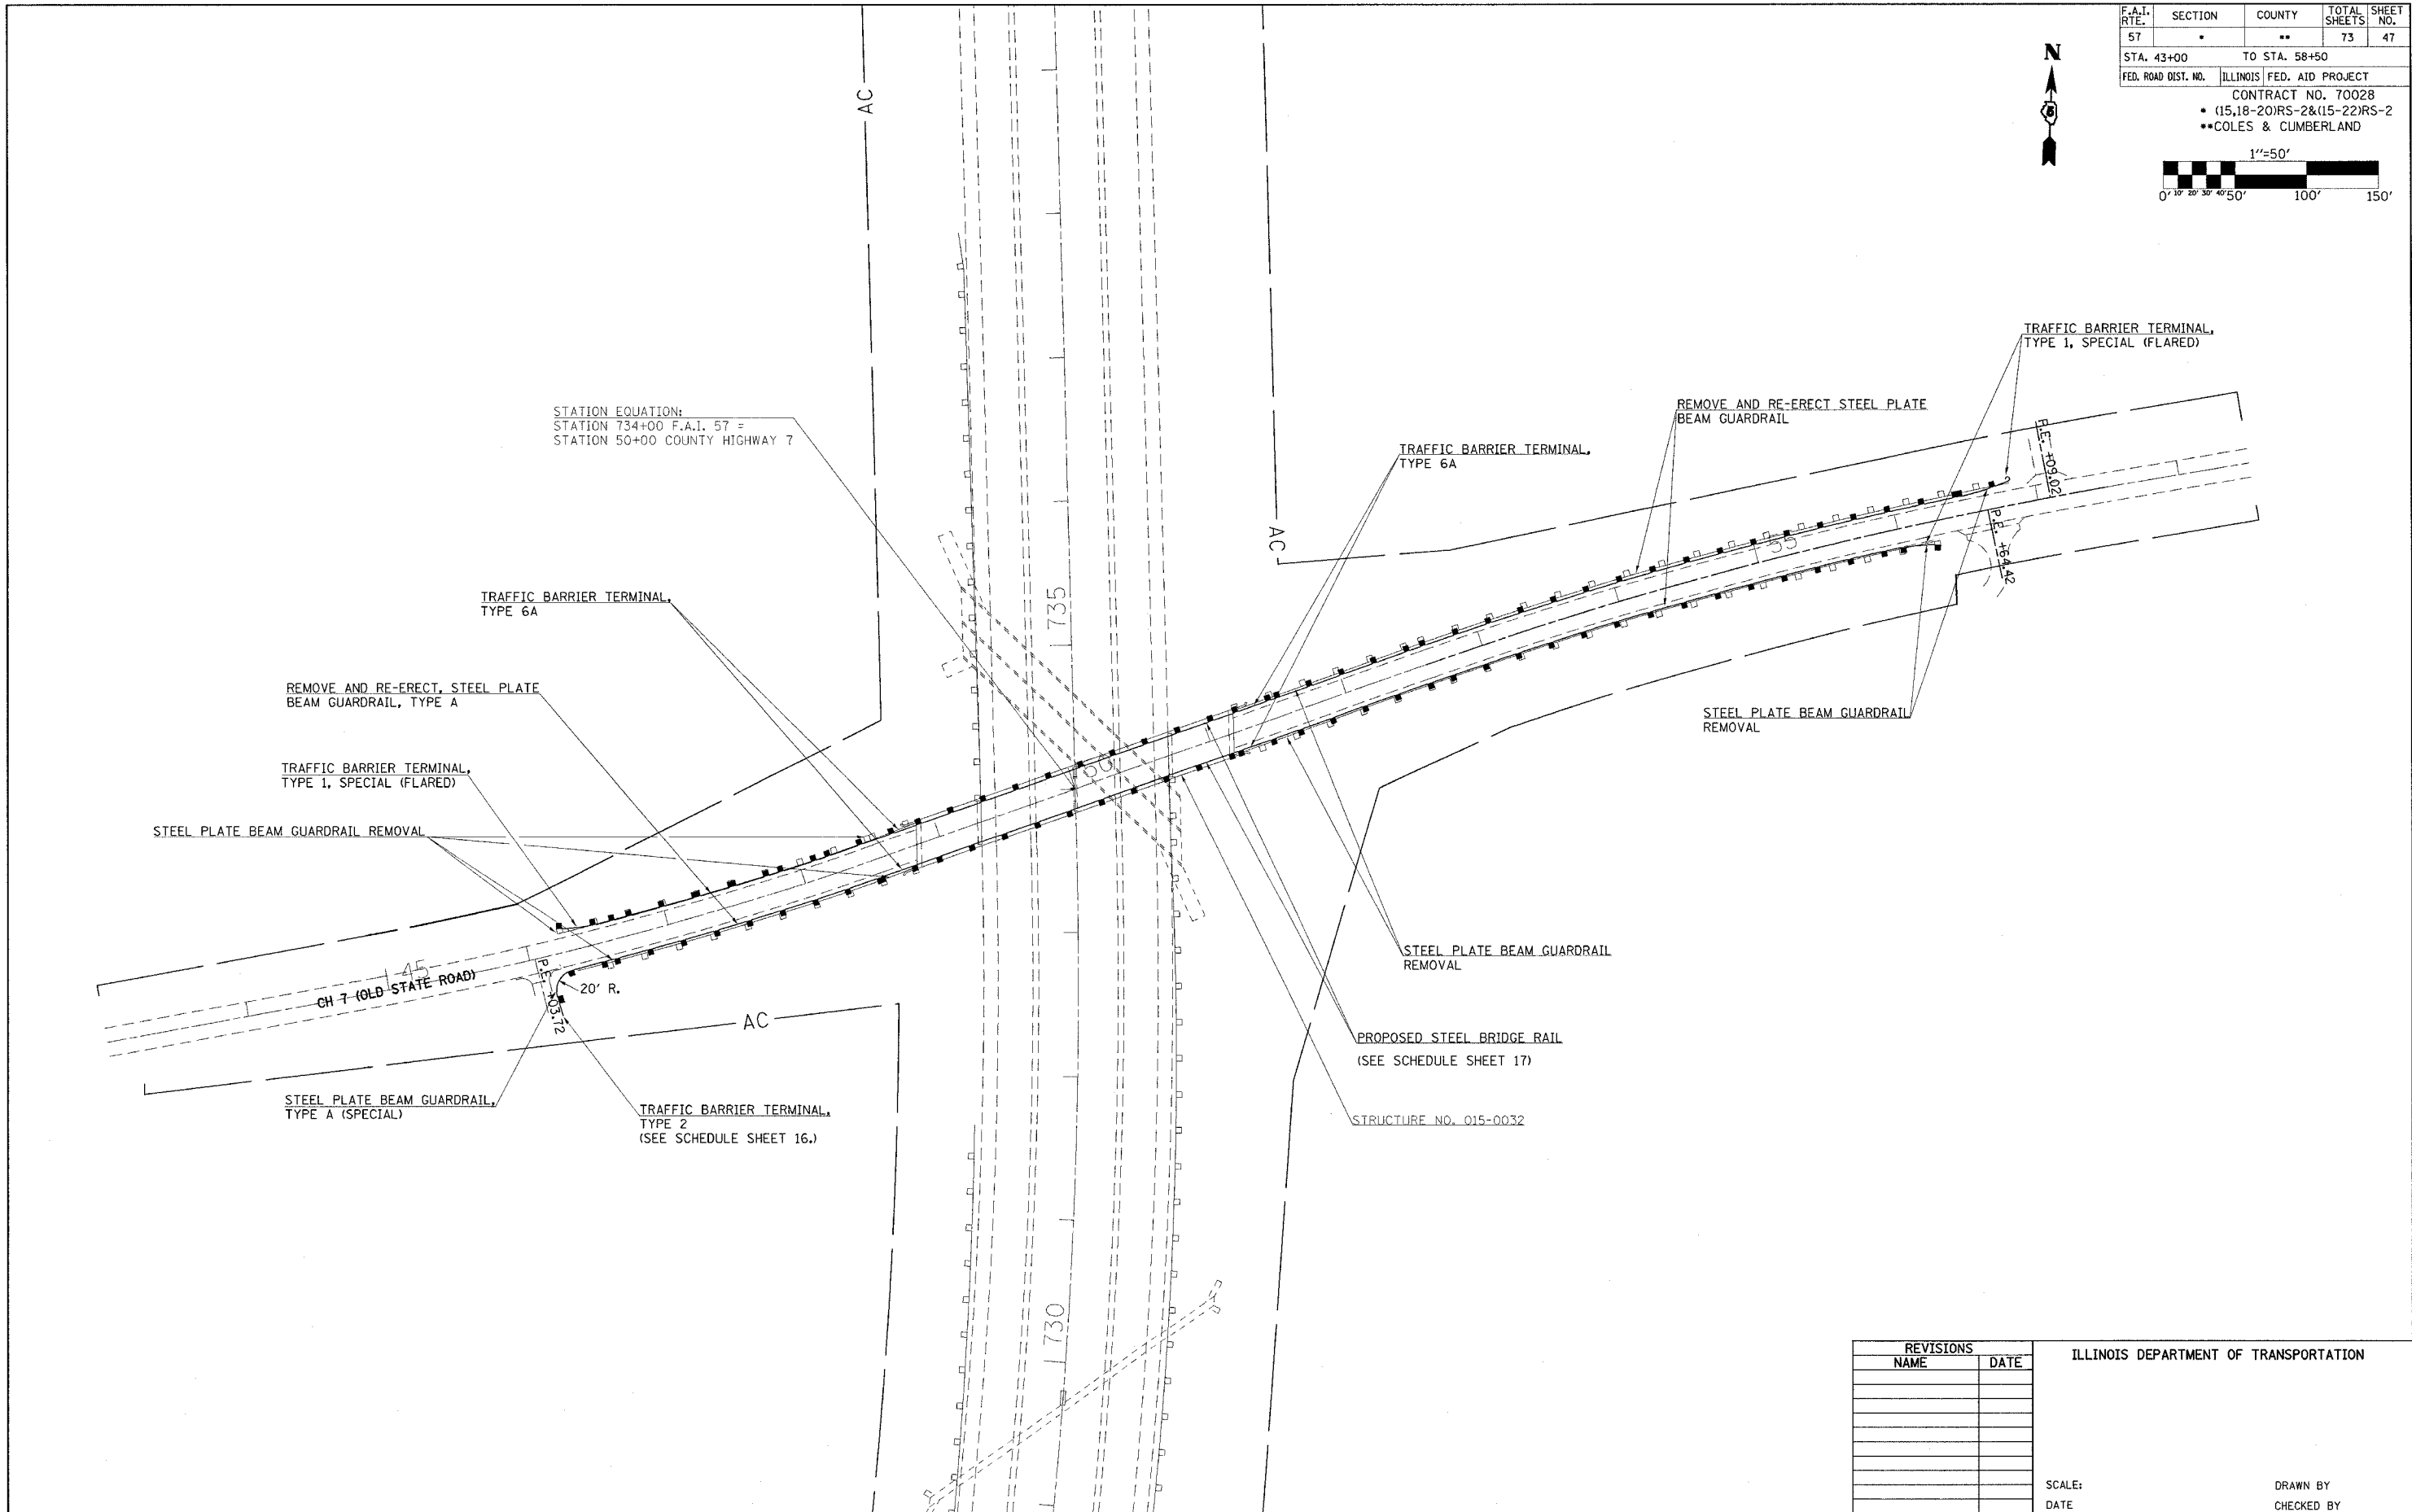 F.A.I. RTE. SECTION COUNTY TOTAL SHEETS SHEET NO.
57 * ** 73 47
STA. 43+00 TO STA. 58+50
FED. ROAD DIST. NO. ILLINOIS FED. AID PROJECT
CONTRACT NO. 70028
* (15,18-20)RS-2&(15-22)RS-2
**COLES & CUMBERLAND
N
5
1"=50'
0' 10' 20' 30' 40' 50' 100' 150'
AC
TRAFFIC BARRIER TERMINAL,
TYPE 1, SPECIAL (FLARED)
STATION EQUATION:
STATION 734+00 F.A.I. 57 =
STATION 50+00 COUNTY HIGHWAY 7
REMOVE AND RE-ERECT STEEL PLATE
BEAM GUARDRAIL
TRAFFIC BARRIER TERMINAL,
TYPE 6A
P.E. +09.02
AC
P.E. +64.42
55
TRAFFIC BARRIER TERMINAL,
TYPE 6A
735
REMOVE AND RE-ERECT, STEEL PLATE
BEAM GUARDRAIL, TYPE A
STEEL PLATE BEAM GUARDRAIL
REMOVAL
TRAFFIC BARRIER TERMINAL,
TYPE 1, SPECIAL (FLARED)
50
STEEL PLATE BEAM GUARDRAIL REMOVAL
STEEL PLATE BEAM GUARDRAIL
REMOVAL
45
CH 7 (OLD STATE ROAD)
P.E. +03.72
20' R.
AC
PROPOSED STEEL BRIDGE RAIL
(SEE SCHEDULE SHEET 17)
STEEL PLATE BEAM GUARDRAIL,
TYPE A (SPECIAL)
TRAFFIC BARRIER TERMINAL,
TYPE 2
(SEE SCHEDULE SHEET 16.)
STRUCTURE NO. 015-0032
730
REVISIONS
NAME DATE
ILLINOIS DEPARTMENT OF TRANSPORTATION
SCALE: DRAWN BY
DATE CHECKED BY